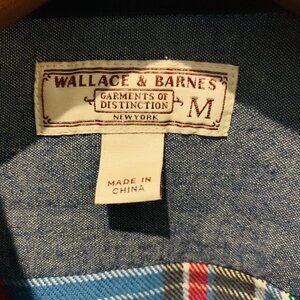 WALLACE & BARNES
GARMENTS OF
DISTINCTION
M
NEW YORK
MADE IN
CHINA